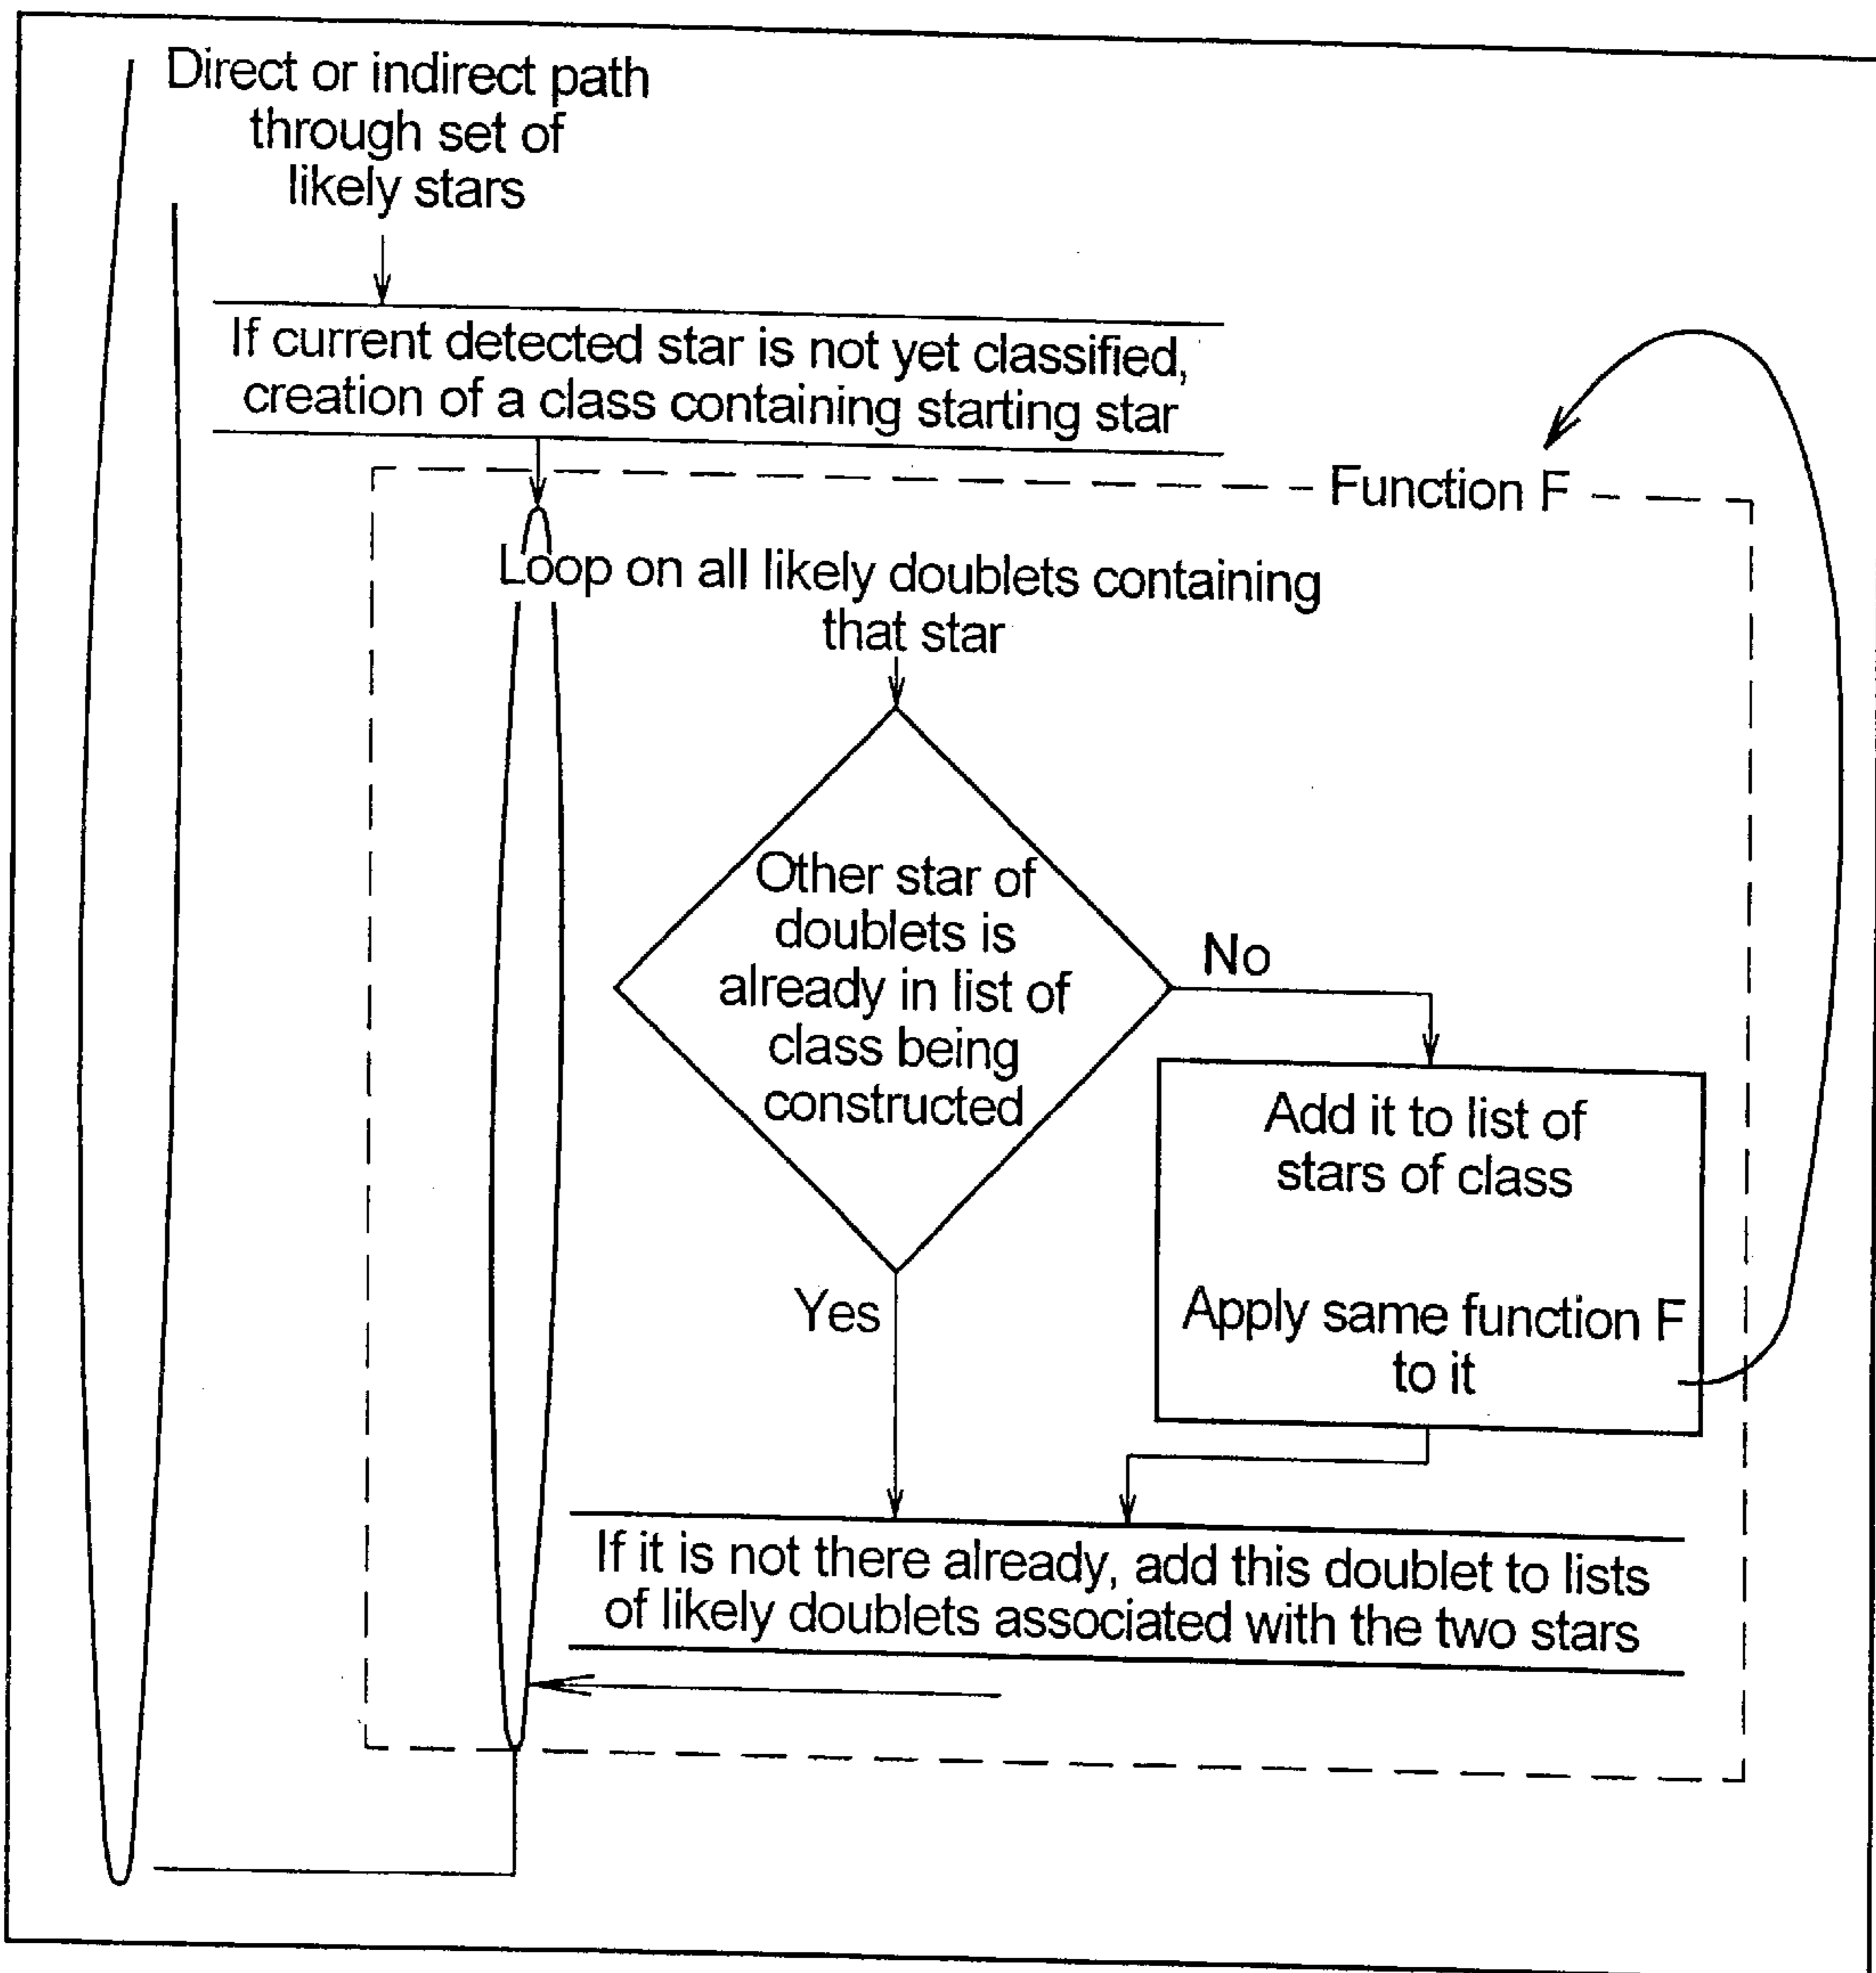 Direct or indirect path
through set of
likely stars
If current detected star is not yet classified,
creation of a class containing starting star
Function F
Loop on all likely doublets containing
that star
Other star of
doublets is
already in list of
class being
constructed
No
Add it to list of
stars of class
Apply same function F
to it
Yes
If it is not there already, add this doublet to lists
of likely doublets associated with the two stars